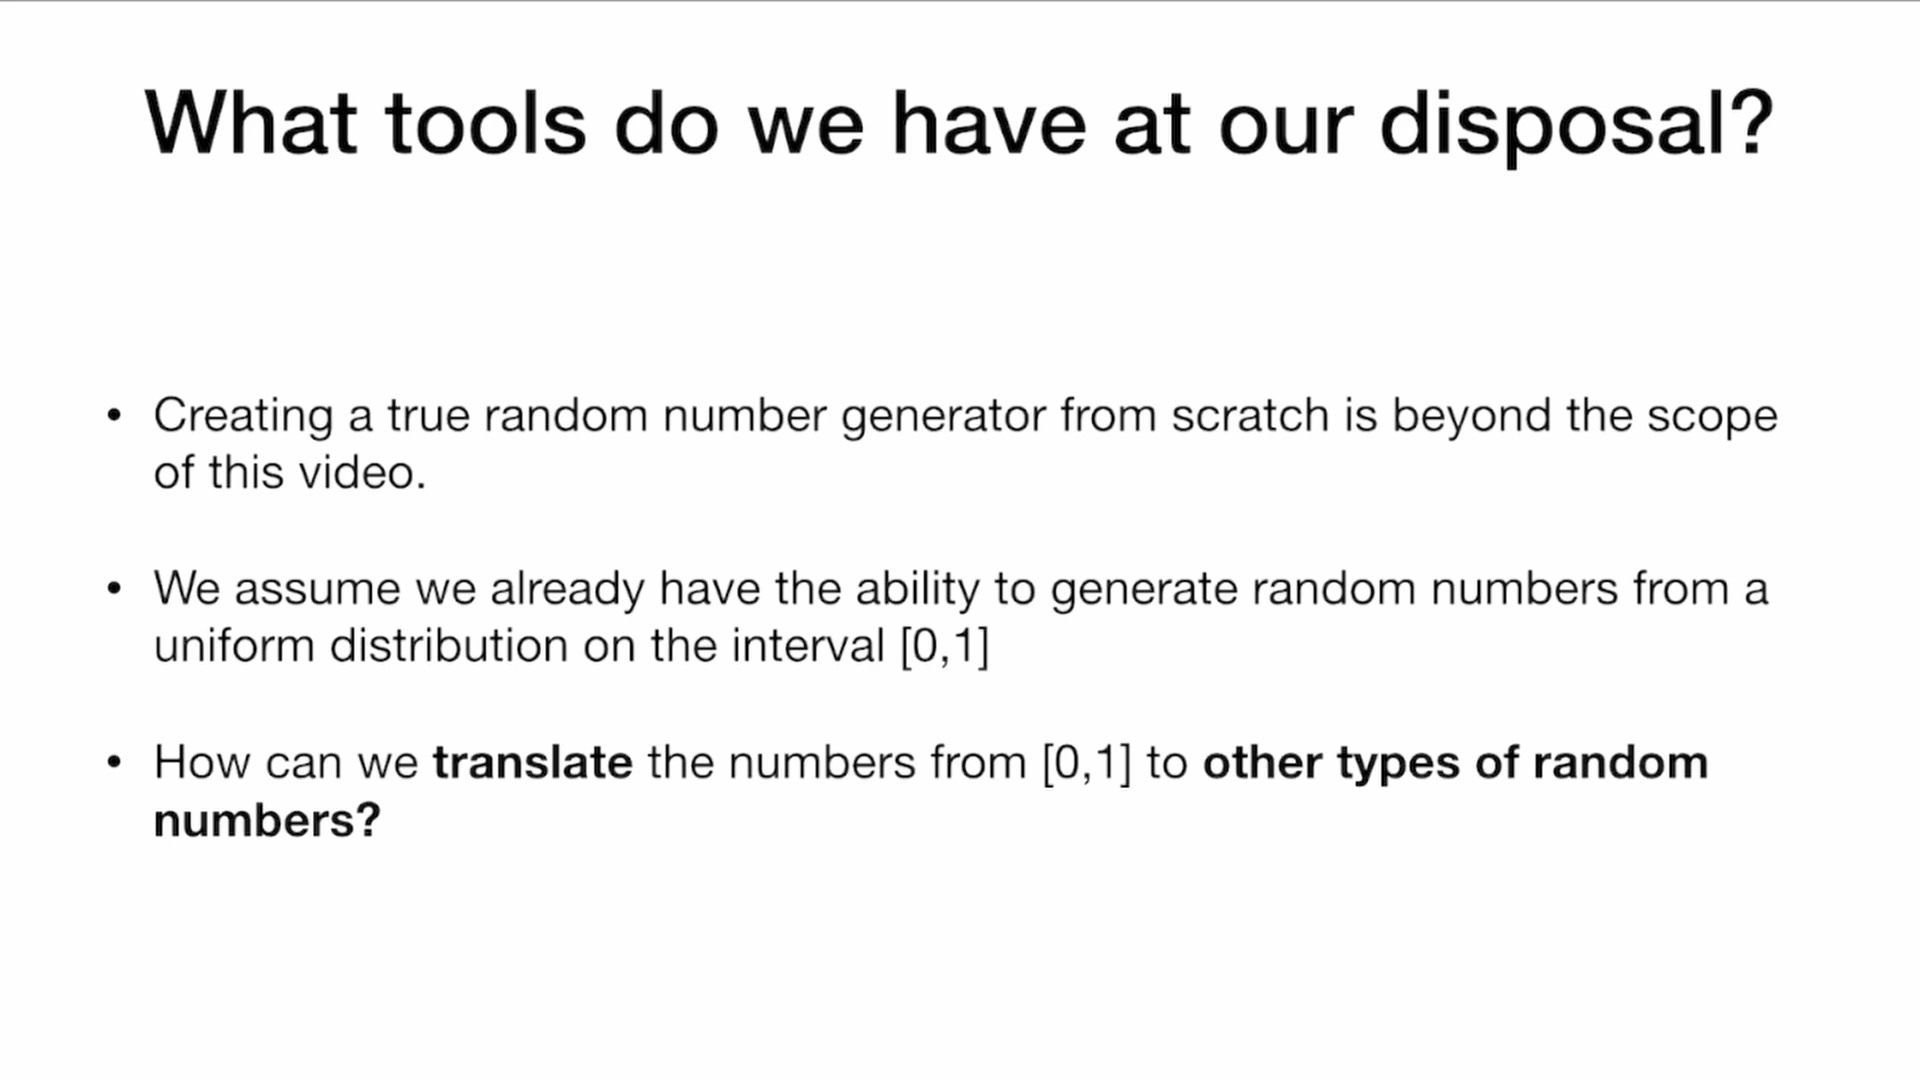 What tools do we have at our disposal?
• Creating a true random number generator from scratch is beyond the scope
of this video.
• We assume we already have the ability to generate random numbers from a
uniform distribution on the interval [0,1]
• How can we translate the numbers from [0,1] to other types of random
numbers?